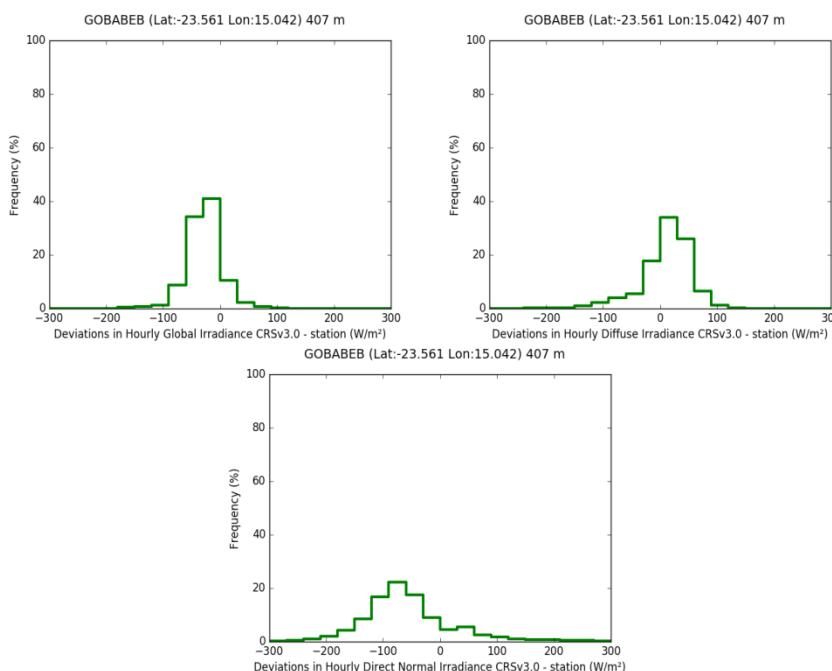 GOBABEB (Lat:-23.561 Lon:15.042) 407 m
100
80
60
40
20
0
Frequency (%)
−300 −200 −100 0 100 200 300
Deviations in Hourly Global Irradiance CRSv3.0 - station (W/m²)
GOBABEB (Lat:-23.561 Lon:15.042) 407 m
100
80
60
40
20
0
Frequency (%)
−200 −100 0 100 200 30
Deviations in Hourly Diffuse Irradiance CRSv3.0 - station (W/m²)
GOBABEB (Lat:-23.561 Lon:15.042) 407 m
100
80
60
40
20
0
Frequency (%)
−300 −200 −100 0 100 200 300
Deviations in Hourly Direct Normal Irradiance CRSv3.0 - station (W/m²)